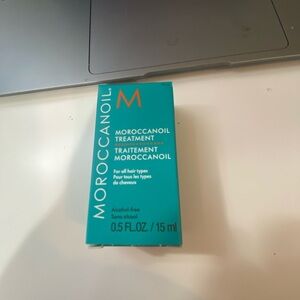 MOROCCANOIL®
M
MOROCCANOIL
TREATMENT
TRAITEMENT
MOROCCANOIL
For all hair types
Pour tous les types
de cheveux
Alcohol-free
Sans alcool
0.5 FL.OZ. / 15 ml